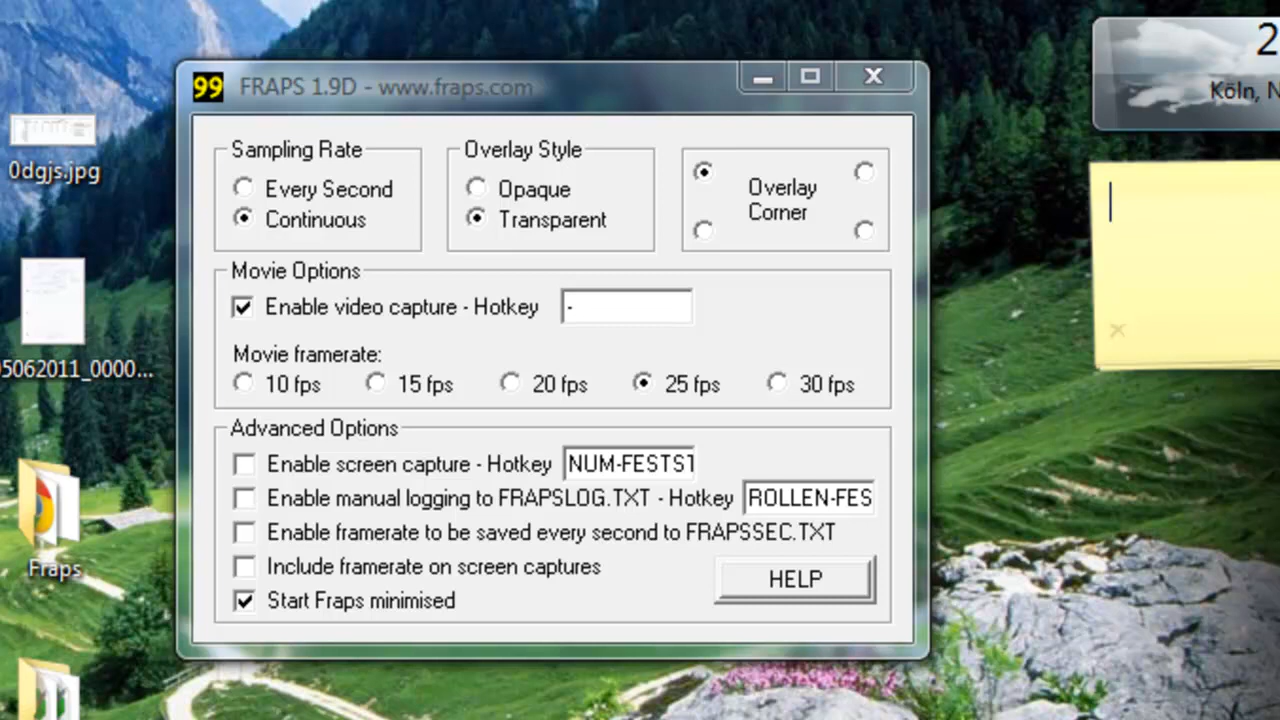 99 FRAPS 1.9D - www.fraps.com
Sampling Rate
Every Second
Continuous
Overlay Style
Opaque
Transparent
Overlay
Corner
Movie Options
Enable video capture - Hotkey -
Movie framerate:
10 fps 15 fps 20 fps 25 fps 30 fps
Advanced Options
Enable screen capture - Hotkey NUM-FESTST
Enable manual logging to FRAPSLOG.TXT - Hotkey ROLLEN-FES
Enable framerate to be saved every second to FRAPSSEC.TXT
Include framerate on screen captures
Start Fraps minimised
HELP
0dgjs.jpg
05062011_0000...
Fraps
2
Köln, N